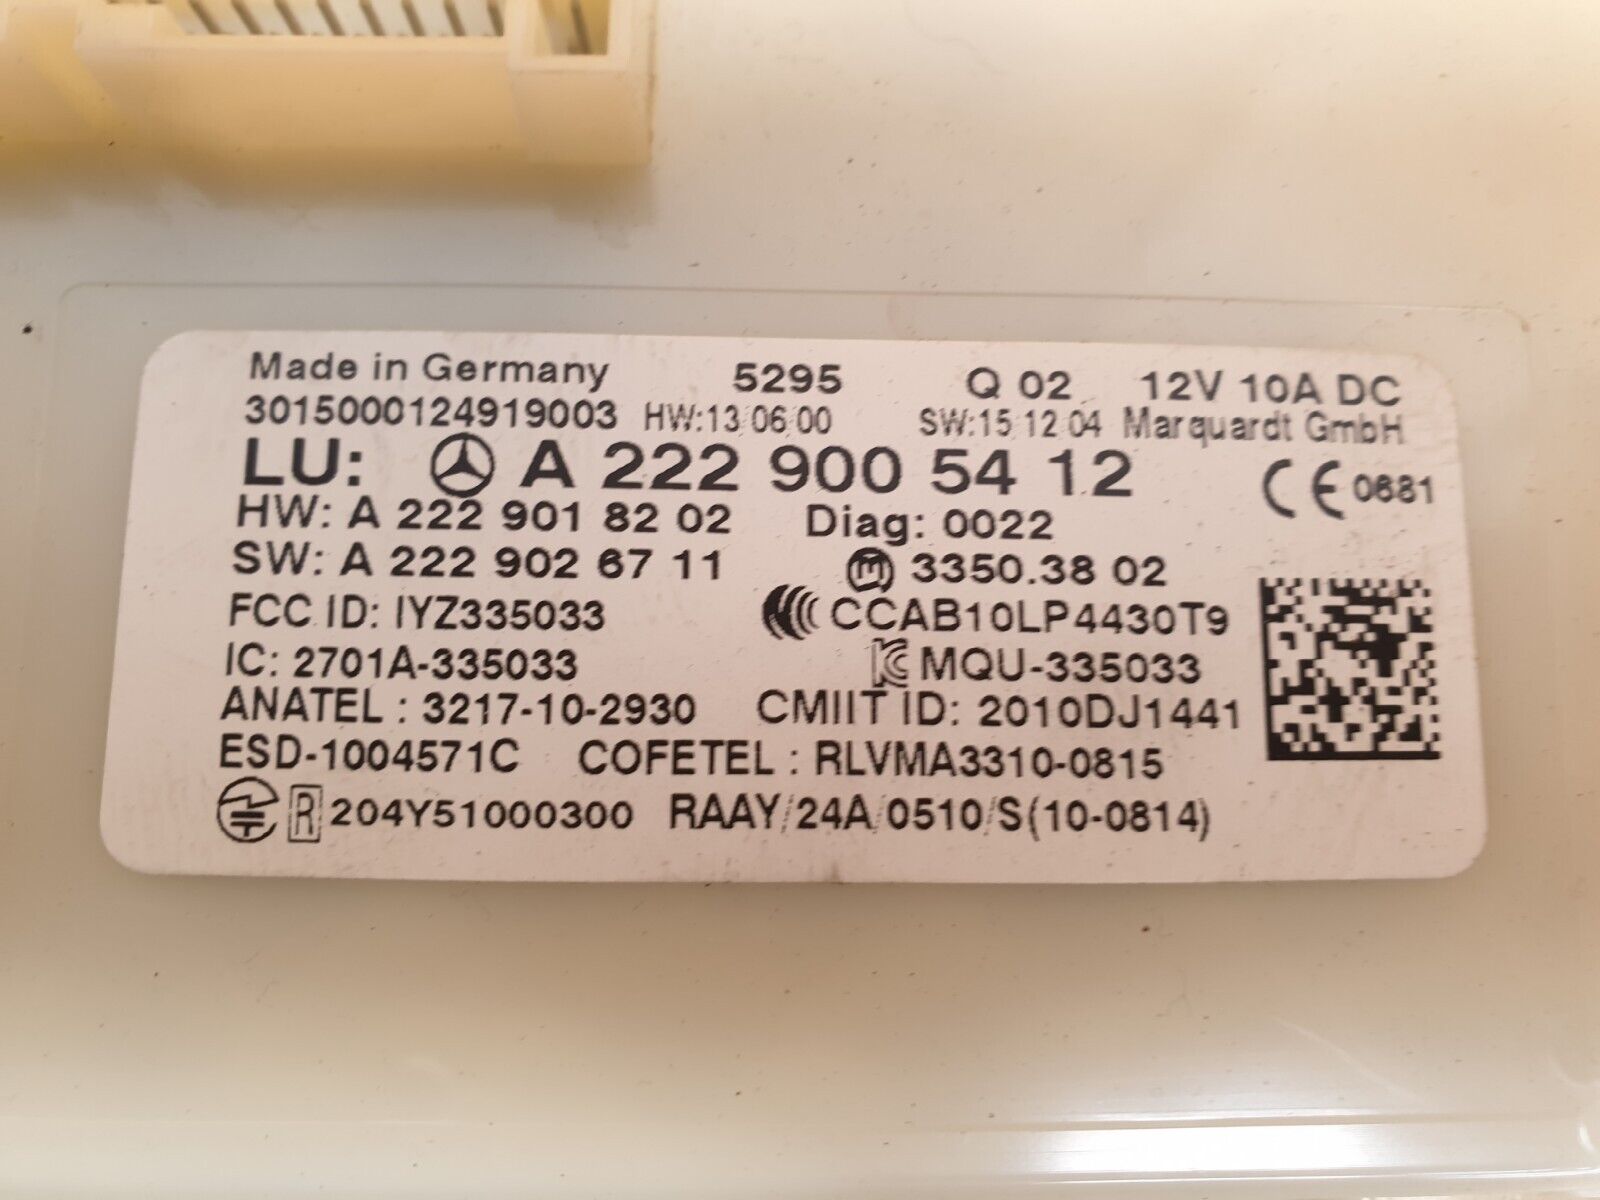 Made in Germany 5295 Q 02 12V 10A DC
3015000124919003 HW:13/06/00 SW:15/12/04 Marquardt GmbH
LU: A 222 900 54 12
HW: A 222 901 82 02 Diag: 0022 CE 0681
SW: A 222 902 67 11 3350.38 02
FCC ID: IYZ335033 CCAB10LP4430T9
IC: 2701A-335033 MQU-335033
ANATEL : 3217-10-2930 CMIIT ID: 2010DJ1441
ESD-1004571C COFETEL : RLVMA3310-0815
R 204Y51000300 RAAY/24A/0510/S(10-0814)